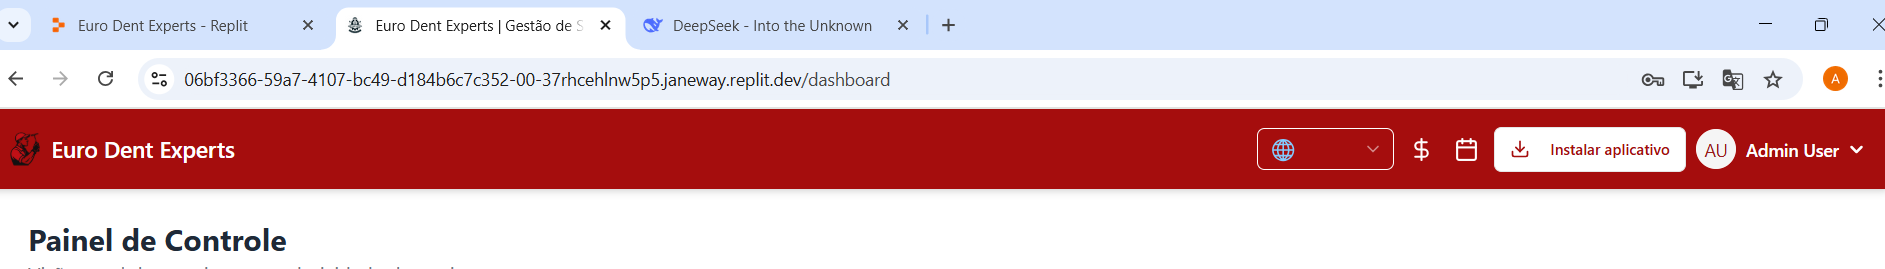 Euro Dent Experts - Replit
Euro Dent Experts | Gestão de S
DeepSeek - Into the Unknown
06bf3366-59a7-4107-bc49-d184b6c7c352-00-37rhcehlnw5p5.janeway.replit.dev/dashboard
A
Euro Dent Experts
$
Instalar aplicativo
AU
Admin User
Painel de Controle